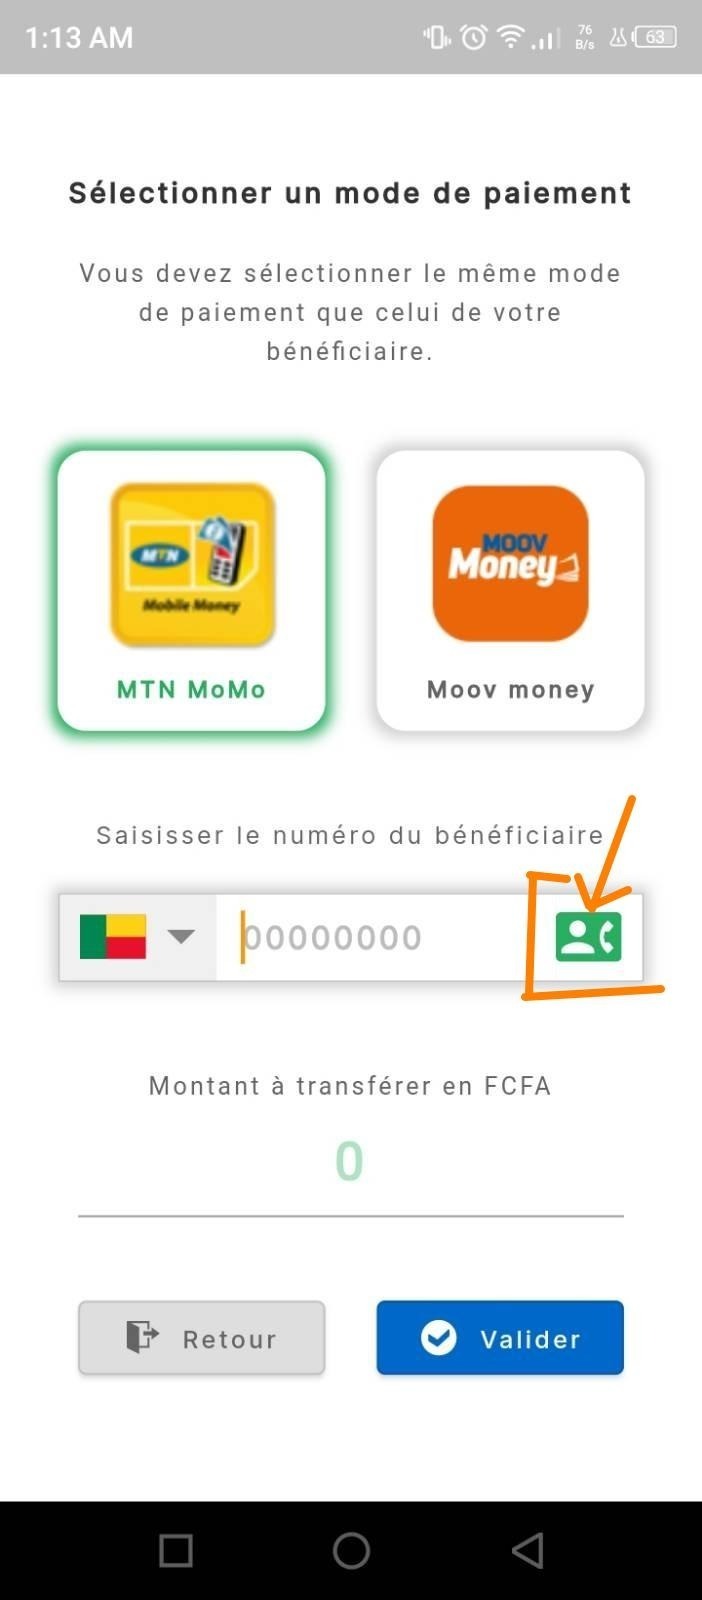 1:13 AM
76
B/s
63
Sélectionner un mode de paiement
Vous devez sélectionner le même mode
de paiement que celui de votre
bénéficiaire.
MTN
Mobile Money
MTN MoMo
MOOV
Money
Moov money
Saisisser le numéro du bénéficiaire
00000000
Montant à transférer en FCFA
0
Retour
Valider